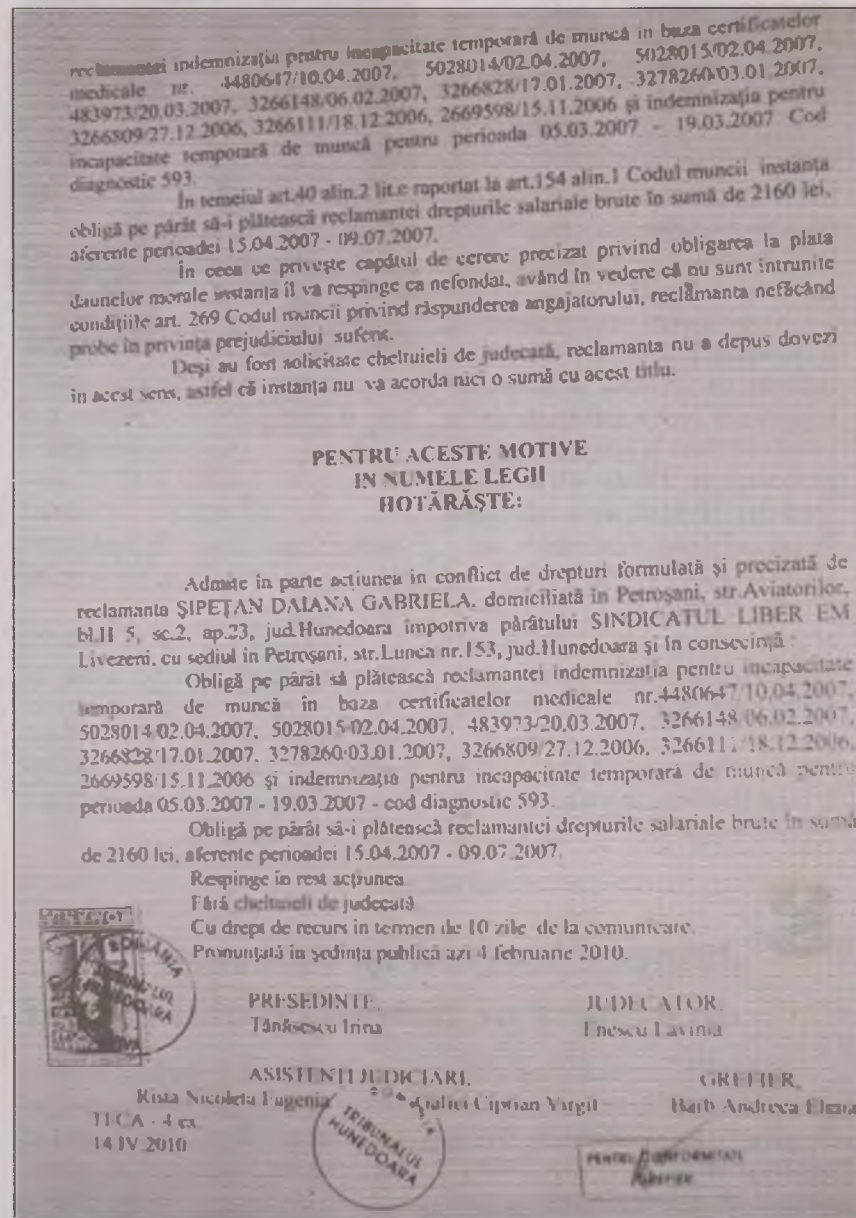 reclamantei indemnizaţia pentru incapacitate temporară de muncă in baza certificatelor
medicale nr. 4480647/10.04.2007, 5028014/02.04.2007, 5028015/02.04.2007,
483973/20.03.2007, 3266148/06.02.2007, 3266828/17.01.2007, 3278260/03.01.2007,
3266809/27.12.2006, 3266111/18.12.2006, 2669598/15.11.2006 şi indemnizaţia pentru
incapacitate temporară de muncă pentru perioada 05.03.2007 - 19.03.2007 Cod
diagnostic 593.
În temeiul art.40 alin.2 lit.c raportat la art.154 alin.1 Codul muncii instanţa
obligă pe pârât să-i plătească reclamantei drepturile salariale brute în sumă de 2160 lei,
aferente perioadei 15.04.2007 - 09.07.2007.
În ceea ce priveşte capătul de cerere precizat privind obligarea la plata
daunelor morale instanţa îl va respinge ca nefondat, având în vedere că nu sunt întrunite
condiţiile art. 269 Codul muncii privind răspunderea angajatorului, reclamanta nefăcând
probe în privinţa prejudiciului suferit.
Deşi au fost solicitate cheltuieli de judecată, reclamanta nu a depus dovezi
in acest sens, astfel că instanţa nu va acorda nici o sumă cu acest titlu.
PENTRU ACESTE MOTIVE
IN NUMELE LEGII
HOTĂRĂŞTE:
Admite in parte acţiunea in conflict de drepturi formulată şi precizată de
reclamanta ŞIPEŢAN DAIANA GABRIELA, domiciliată în Petroşani, str.Aviatorilor,
bl.II 5, sc.2, ap.23, jud.Hunedoara împotriva pârâtului SINDICATUL LIBER EM
Livezeni, cu sediul in Petroşani, str.Lunca nr.153, jud.Hunedoara şi în consecinţă :
Obligă pe pârât să plătească reclamantei indemnizaţia pentru incapacitate
temporară de muncă în baza certificatelor medicale nr.4480647/10.04.2007,
5028014/02.04.2007, 5028015/02.04.2007, 483973/20.03.2007, 3266148/06.02.2007,
3266828/17.01.2007, 3278260/03.01.2007, 3266809/27.12.2006, 3266111/18.12.2006,
2669598/15.11.2006 şi indemnizaţia pentru incapacitate temporară de muncă pentru
perioada 05.03.2007 - 19.03.2007 - cod diagnostic 593.
Obligă pe pârât să-i plătească reclamantei drepturile salariale brute în sumă
de 2160 lei, aferente perioadei 15.04.2007 - 09.07.2007.
Respinge in rest acţiunea.
Fără cheltuieli de judecată.
Cu drept de recurs in termen de 10 zile de la comunicare.
Pronunţată in şedinţa publică azi 4 februarie 2010.
ROMÂNIA
TRIBUNALUL
HUNEDOARA
PRESEDINTE, JUDECATOR,
Tănăsescu Irina Enescu Lavinia
ASISTENTI JUDICIARI, GREFIER,
Rista Nicoleta Eugenia Ciprian Virgil Barb Andreea Elena
4 ex
14 IV 2010
TRIBUNALUL
HUNEDOARA
PENTRU CONFORMITATE